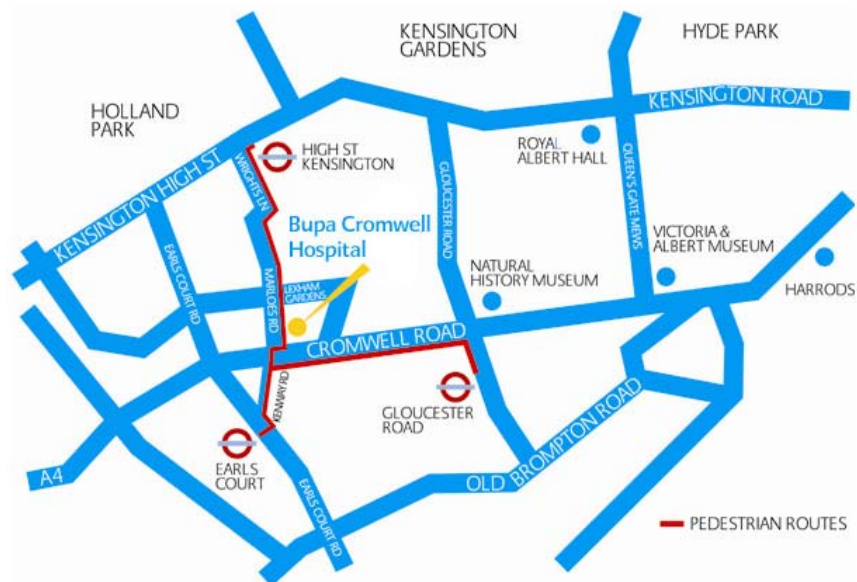 KENSINGTON
GARDENS
HYDE PARK
HOLLAND
PARK
KENSINGTON ROAD
HIGH ST
KENSINGTON
ROYAL
ALBERT HALL
KENSINGTON HIGH ST
WRIGHTS LN
GLOUCESTER ROAD
QUEEN'S GATE MEWS
Bupa Cromwell
Hospital
EARLS COURT RD
MARLOES RD
LEXHAM
GARDENS
NATURAL
HISTORY MUSEUM
VICTORIA &
ALBERT MUSEUM
HARRODS
CROMWELL ROAD
KENWAY RD
GLOUCESTER
ROAD
EARLS
COURT
A4
EARLS COURT RD
OLD BROMPTON ROAD
PEDESTRIAN ROUTES